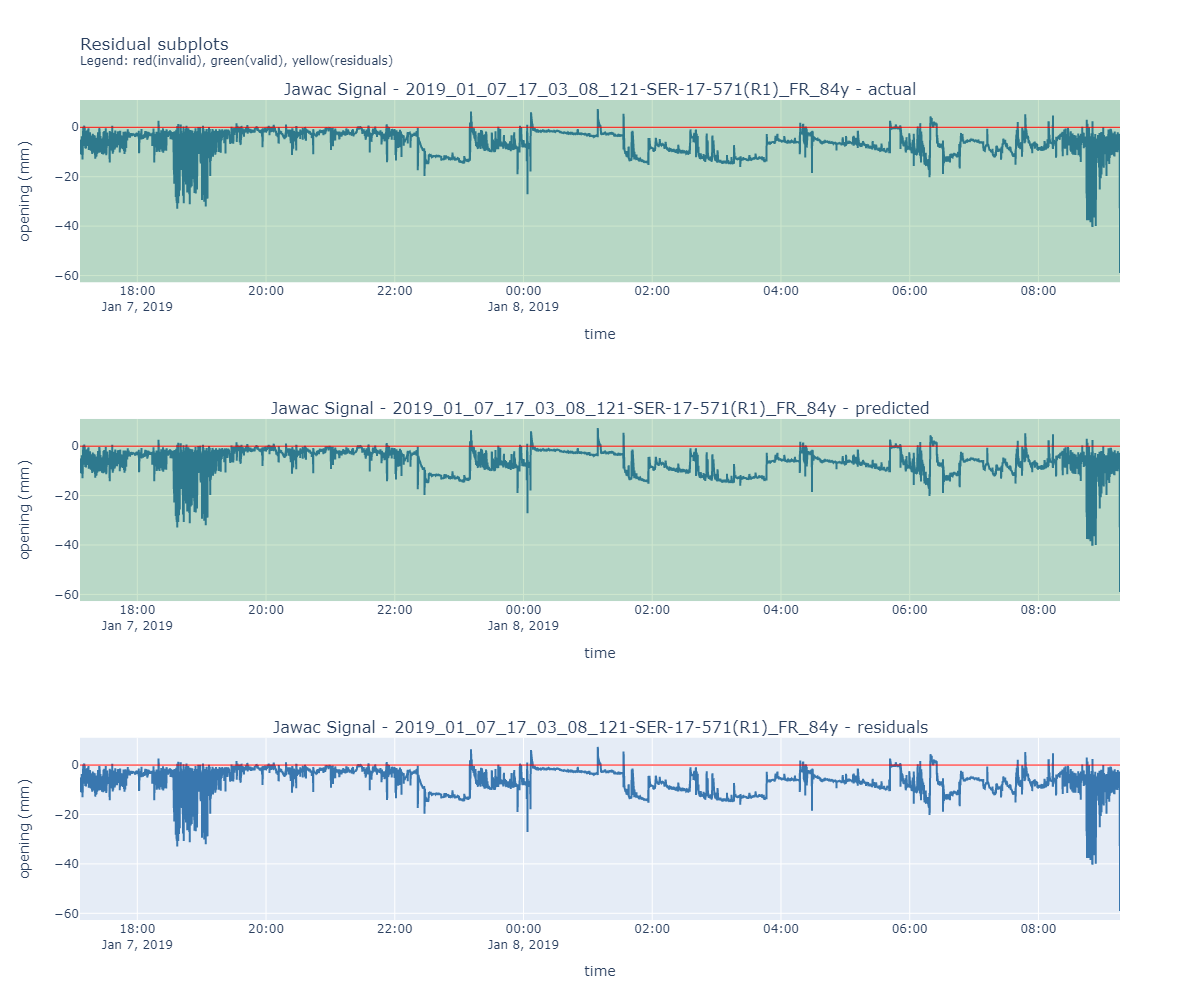 Residual subplots
Legend: red(invalid), green(valid), yellow(residuals)
Jawac Signal - 2019_01_07_17_03_08_121-SER-17-571(R1)_FR_84y - actual
0
−20
−40
−60
opening (mm)
18:00 20:00 22:00 00:00 02:00 04:00 06:00 08:00
Jan 7, 2019 Jan 8, 2019
time
Jawac Signal - 2019_01_07_17_03_08_121-SER-17-571(R1)_FR_84y - predicted
0
−20
−40
−60
opening (mm)
18:00 20:00 22:00 00:00 02:00 04:00 06:00 08:00
Jan 7, 2019 Jan 8, 2019
time
Jawac Signal - 2019_01_07_17_03_08_121-SER-17-571(R1)_FR_84y - residuals
0
−20
−40
−60
opening (mm)
18:00 20:00 22:00 00:00 02:00 04:00 06:00 08:00
Jan 7, 2019 Jan 8, 2019
time